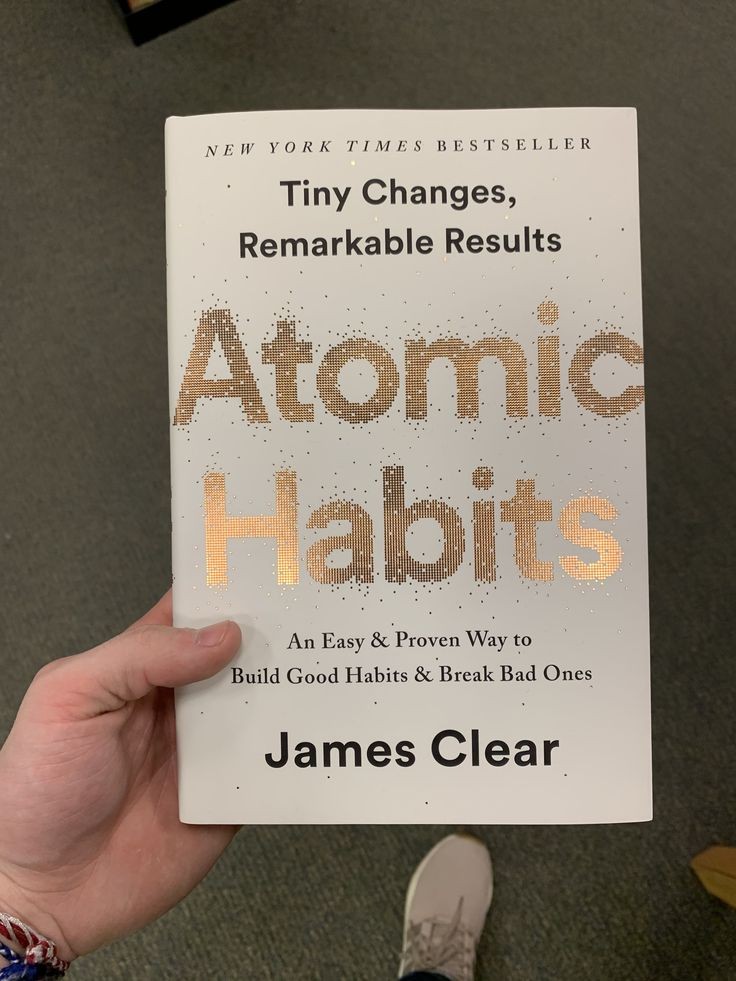 NEW YORK TIMES BESTSELLER
Tiny Changes,
Remarkable Results
Atomic
Habits
An Easy & Proven Way to
Build Good Habits & Break Bad Ones
James Clear